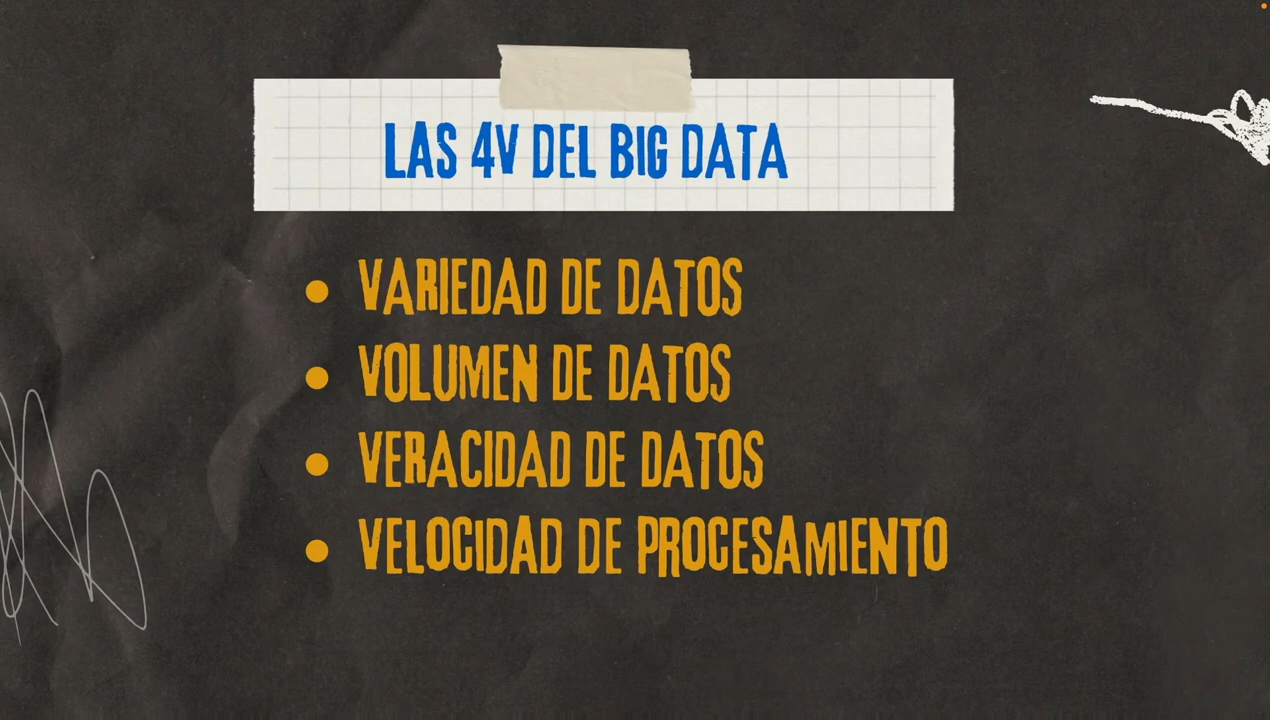 LAS 4V DEL BIG DATA
• VARIEDAD DE DATOS
• VOLUMEN DE DATOS
• VERACIDAD DE DATOS
• VELOCIDAD DE PROCESAMIENTO